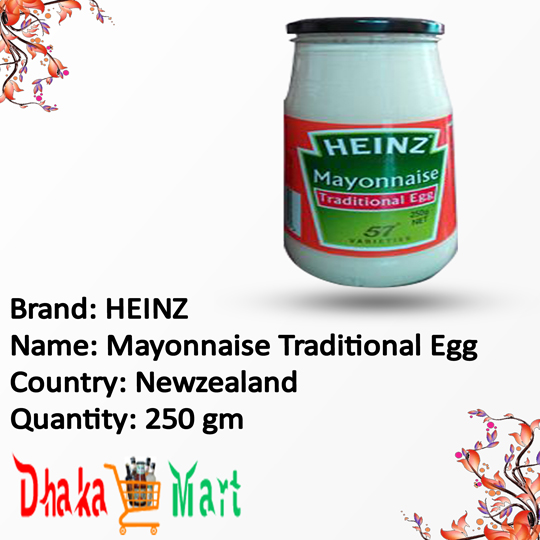 HEINZ
Mayonnaise
Traditional Egg
250g
NET
57
VARIETIES
Brand: HEINZ
Name: Mayonnaise Traditional Egg
Country: Newzealand
Quantity: 250 gm
Dhaka Mart